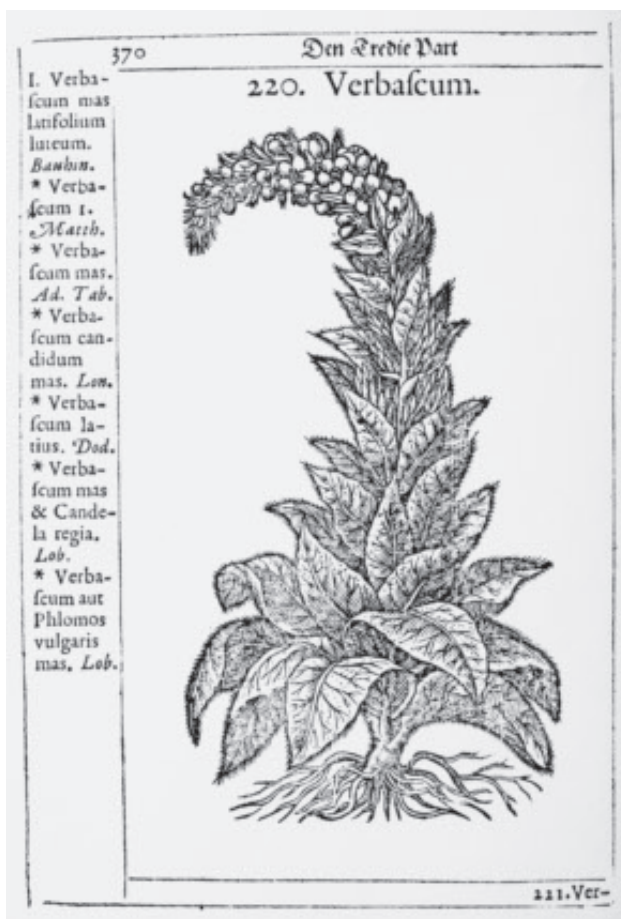 370
Den Tredie Part
220. Verbaſcum.
I. Verba-
ſcum mas
latifolium
luteum.
Bauhin.
* Verba-
ſcum 1.
Matth.
* Verba-
ſcum mas.
Ad. Tab.
* Verba-
ſcum can-
didum
mas. Lon.
* Verba-
ſcum la-
tius. Dod.
* Verba-
ſcum mas
& Cande-
la regia.
Lob.
* Verba-
ſcum aut
Phlomos
vulgaris
mas. Lob.
221.Ver-